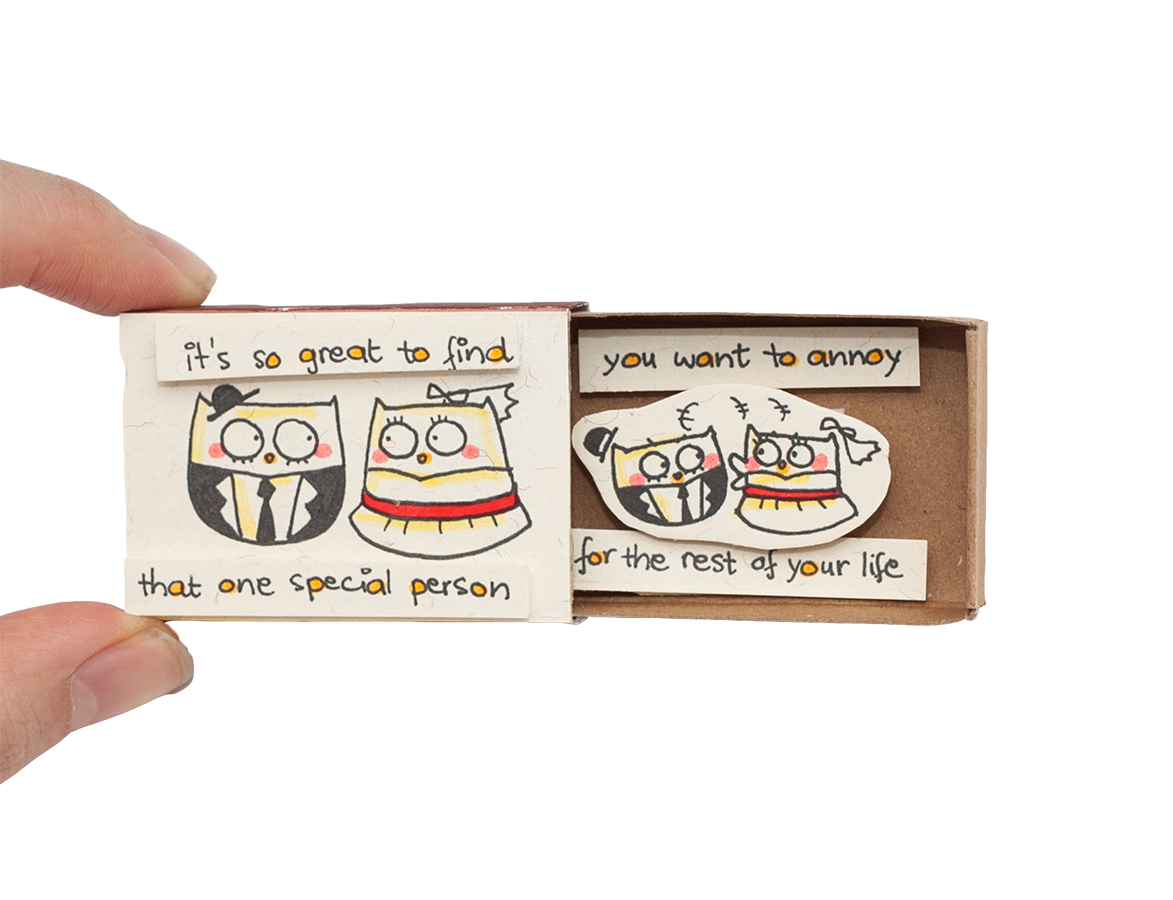 it's so great to find
that one special person
you want to annoy
for the rest of your life